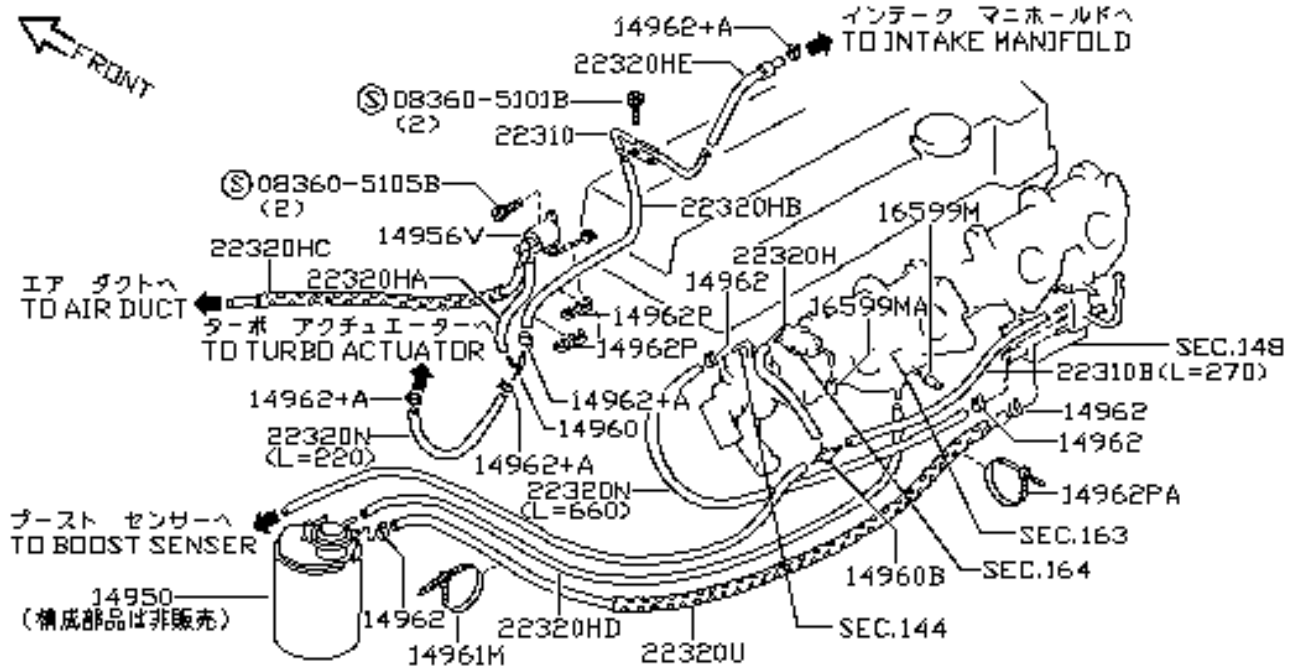 14962+A
インテーク マニホールドへ
TO INTAKE MANIFOLD
FRONT
22320HE
Ⓢ08360-5101B
(2)
22310
Ⓢ08360-5105B
(2)
22320HB
16599M
14956V
22320HC
22320H
22320HA
14962
エア ダクトへ
TO AIR DUCT
16599MA
14962P
ターボ アクチュエーターへ
TO TURBO ACTUATOR
14962P
SEC.148
22310B(L=270)
14962+A
14962+A
14962
14960
14962
22320N
(L=220)
14962+A
22320N
(L=660)
14962PA
ブースト センサーへ
TO BOOST SENSER
SEC.163
14960B
SEC.164
14950
(構成部品は非販売)
14962
22320HD
SEC.144
14961M
22320U